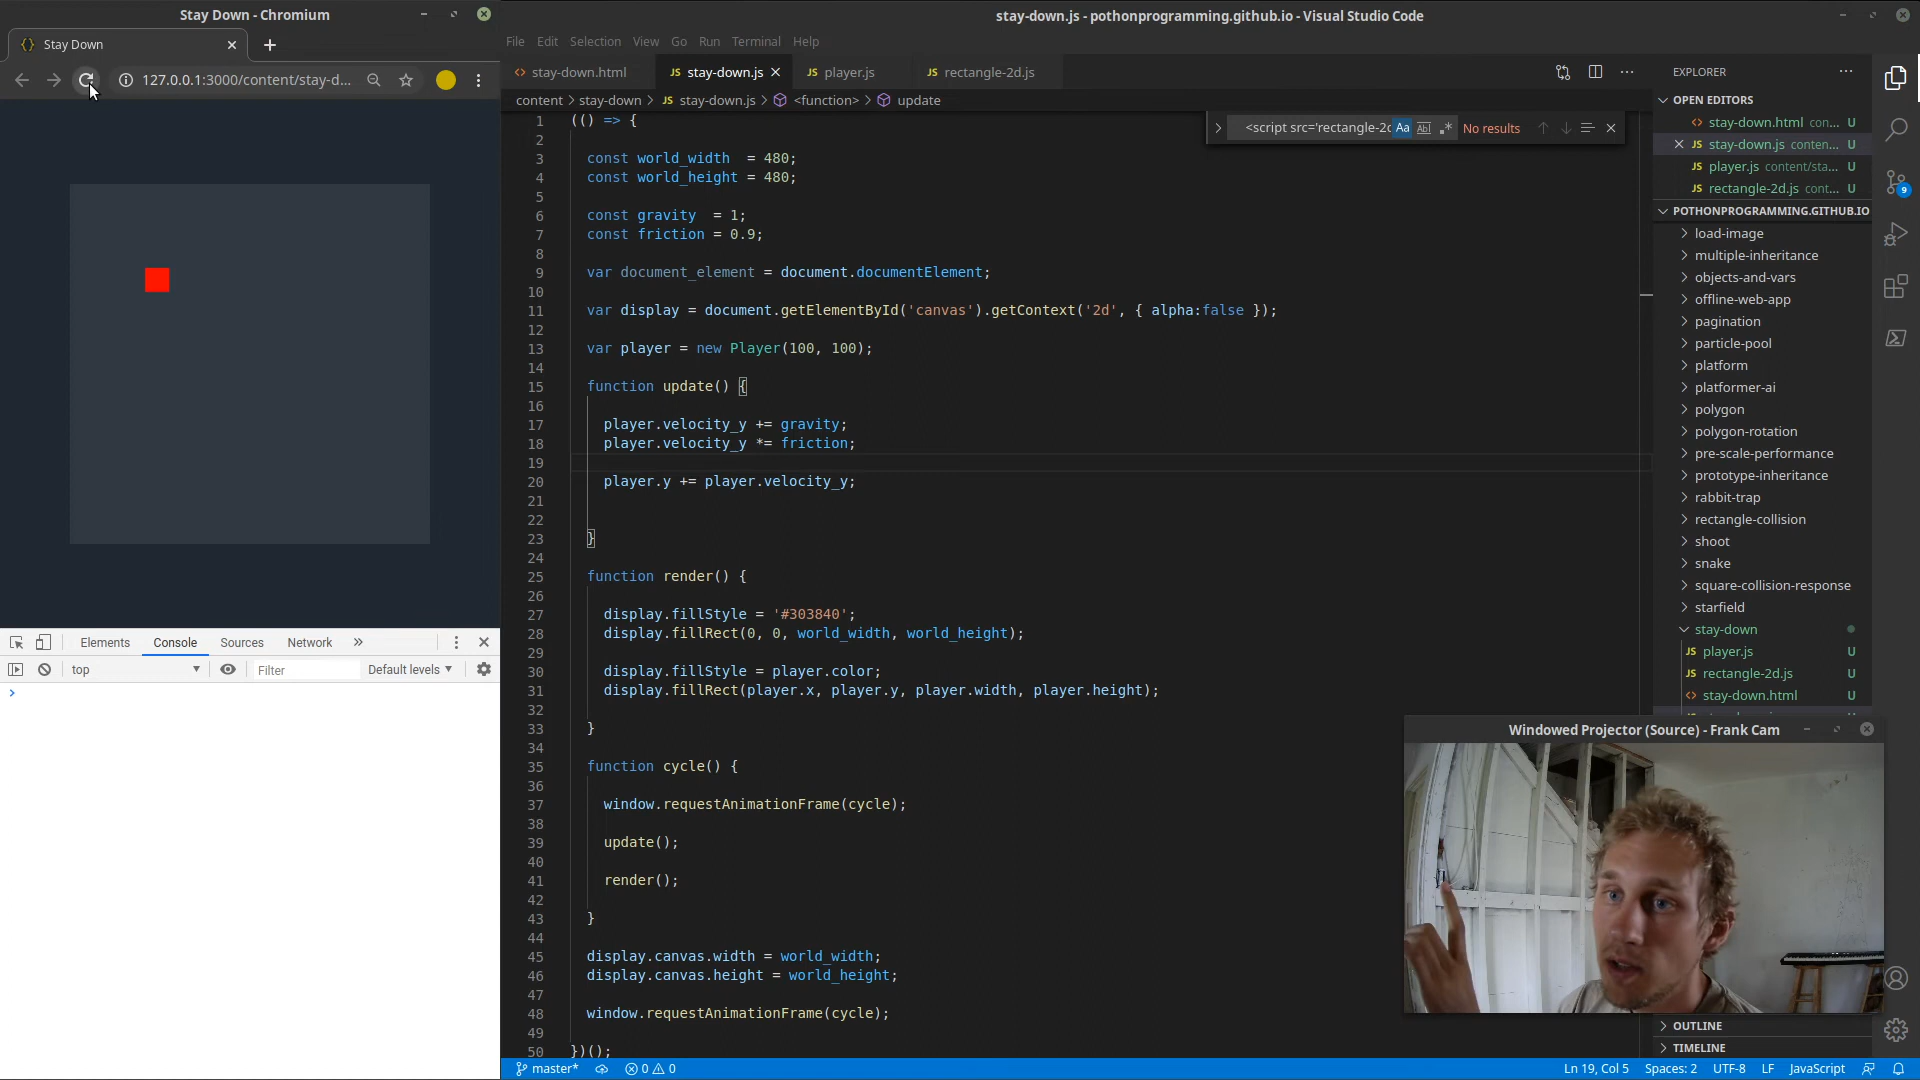 Stay Down - Chromium
Stay Down
127.0.0.1:3000/content/stay-d...
Elements Console Sources Network »
top Filter Default levels
stay-down.js - pothonprogramming.github.io - Visual Studio Code
File Edit Selection View Go Run Terminal Help
stay-down.html JS stay-down.js JS player.js JS rectangle-2d.js
content > stay-down > JS stay-down.js > <function> > update
<script src='rectangle-2d Aa Abl .* No results
1 (() => {
2
3 const world_width  = 480;
4 const world_height = 480;
5
6 const gravity  = 1;
7 const friction = 0.9;
8
9 var document_element = document.documentElement;
10
11 var display = document.getElementById('canvas').getContext('2d', { alpha:false });
12
13 var player = new Player(100, 100);
14
15 function update() {
16
17 player.velocity_y += gravity;
18 player.velocity_y *= friction;
19
20 player.y += player.velocity_y;
21
22
23 }
24
25 function render() {
26
27 display.fillStyle = '#303840';
28 display.fillRect(0, 0, world_width, world_height);
29
30 display.fillStyle = player.color;
31 display.fillRect(player.x, player.y, player.width, player.height);
32
33 }
34
35 function cycle() {
36
37 window.requestAnimationFrame(cycle);
38
39 update();
40
41 render();
42
43 }
44
45 display.canvas.width = world_width;
46 display.canvas.height = world_height;
47
48 window.requestAnimationFrame(cycle);
49
50 })();
EXPLORER
OPEN EDITORS
stay-down.html con... U
JS stay-down.js conten... U
JS player.js content/sta... U
JS rectangle-2d.js cont... U
POTHONPROGRAMMING.GITHUB.IO
load-image
multiple-inheritance
objects-and-vars
offline-web-app
pagination
particle-pool
platform
platformer-ai
polygon
polygon-rotation
pre-scale-performance
prototype-inheritance
rabbit-trap
rectangle-collision
shoot
snake
square-collision-response
starfield
stay-down
JS player.js U
JS rectangle-2d.js U
stay-down.html U
9
Windowed Projector (Source) - Frank Cam
OUTLINE
TIMELINE
master* 0 0 Ln 19, Col 5 Spaces: 2 UTF-8 LF JavaScript